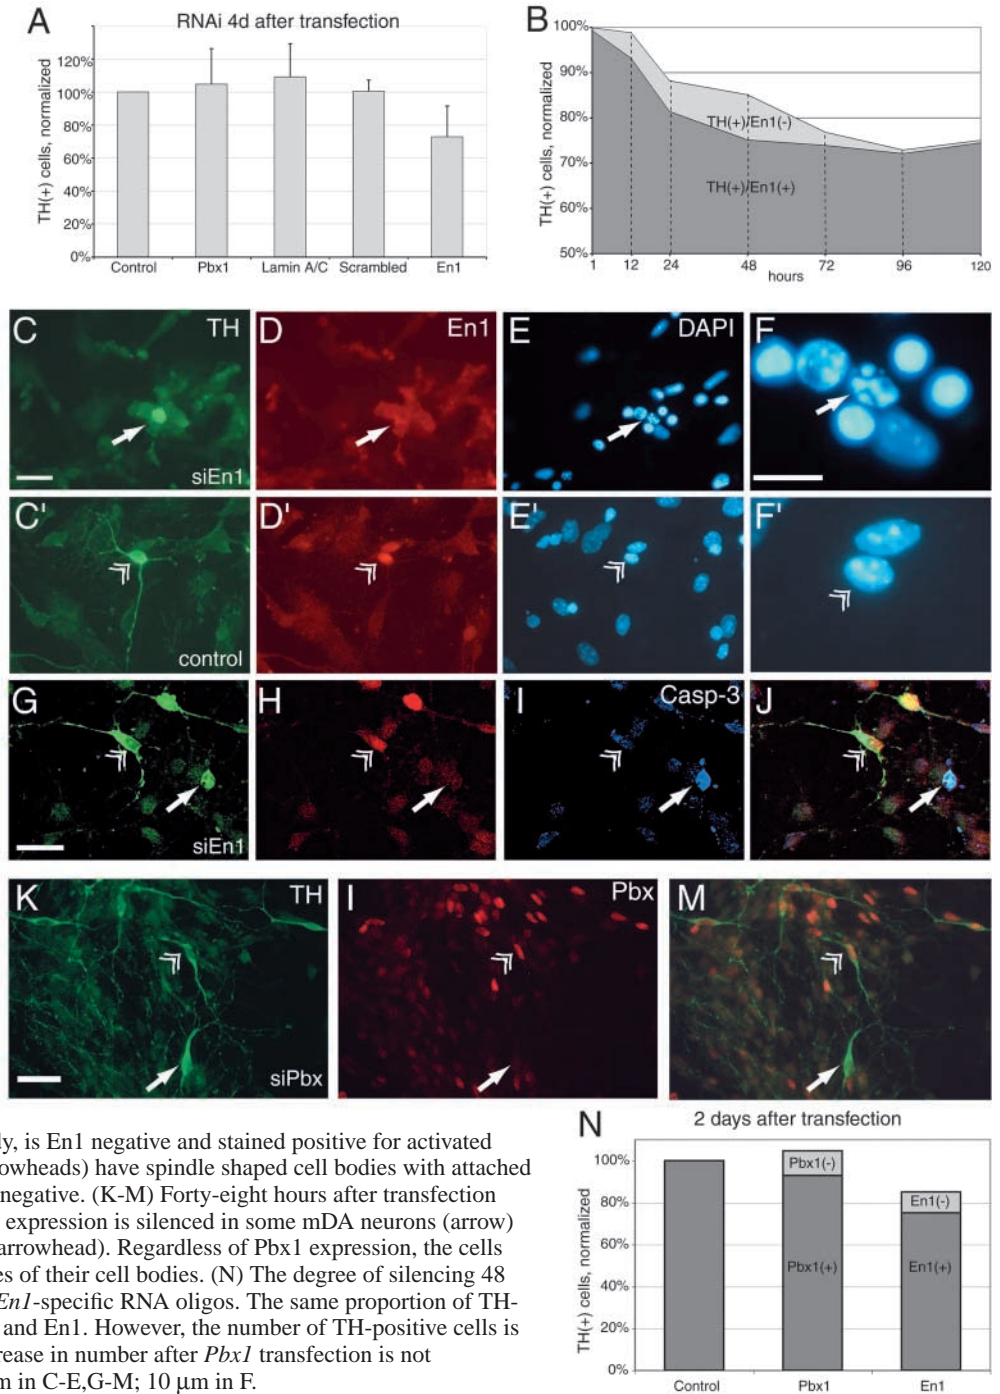 A
RNAi 4d after transfection
TH(+) cells, normalized
120%
100%
80%
60%
40%
20%
0%
Control Pbx1 Lamin A/C Scrambled En1
B
TH(+) cells, normalized
100%
90%
80%
70%
60%
50%
TH(+)/En1(-)
TH(+)/En1(+)
1 12 24 48 72 96 120
hours
C TH
siEn1
D En1
E DAPI
F
C'
control
D'
E'
F'
G
siEn1
H
I Casp-3
J
K TH
siPbx
I Pbx
M
dy, is En1 negative and stained positive for activated
owheads) have spindle shaped cell bodies with attached
negative. (K-M) Forty-eight hours after transfection
expression is silenced in some mDA neurons (arrow)
arrowhead). Regardless of Pbx1 expression, the cells
es of their cell bodies. (N) The degree of silencing 48
En1-specific RNA oligos. The same proportion of TH-
and En1. However, the number of TH-positive cells is
rease in number after Pbx1 transfection is not
m in C-E,G-M; 10 μm in F.
N
2 days after transfection
TH(+) cells, normalized
100%
80%
60%
40%
20%
0%
Pbx1(-)
Pbx1(+)
En1(-)
En1(+)
Control Pbx1 En1